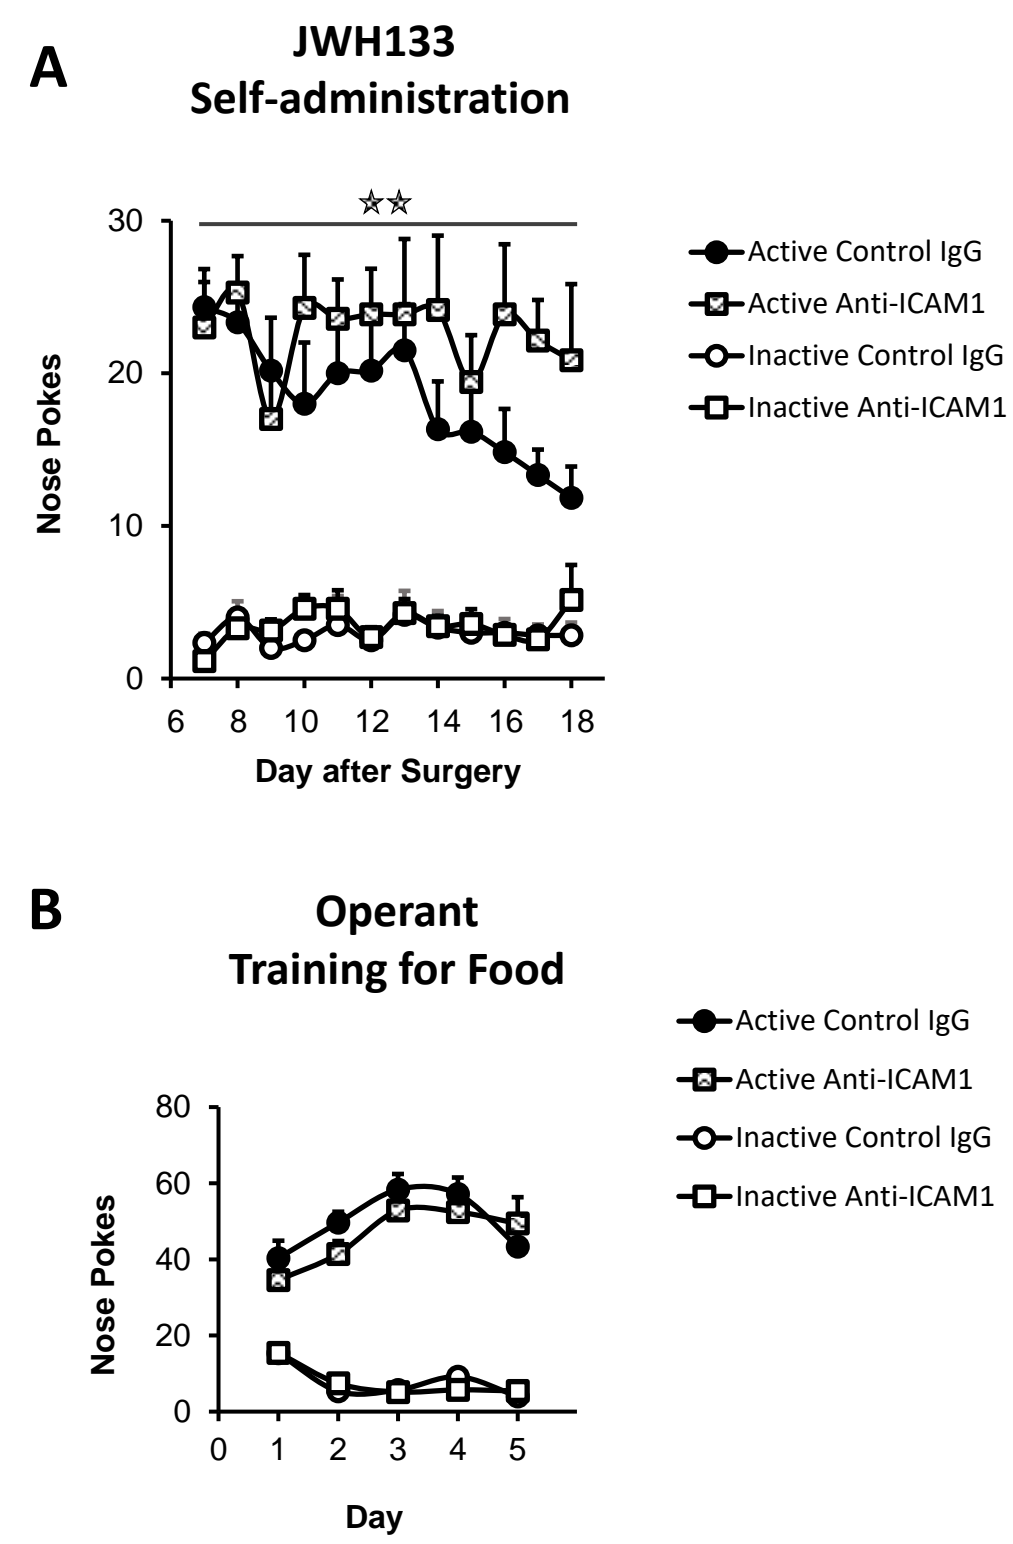 A
JWH133
Self-administration
30
20
10
0
Nose Pokes
6 8 10 12 14 16 18
Day after Surgery
Active Control IgG
Active Anti-ICAM1
Inactive Control IgG
Inactive Anti-ICAM1
B
Operant
Training for Food
80
60
40
20
0
Nose Pokes
0 1 2 3 4 5
Day
Active Control IgG
Active Anti-ICAM1
Inactive Control IgG
Inactive Anti-ICAM1